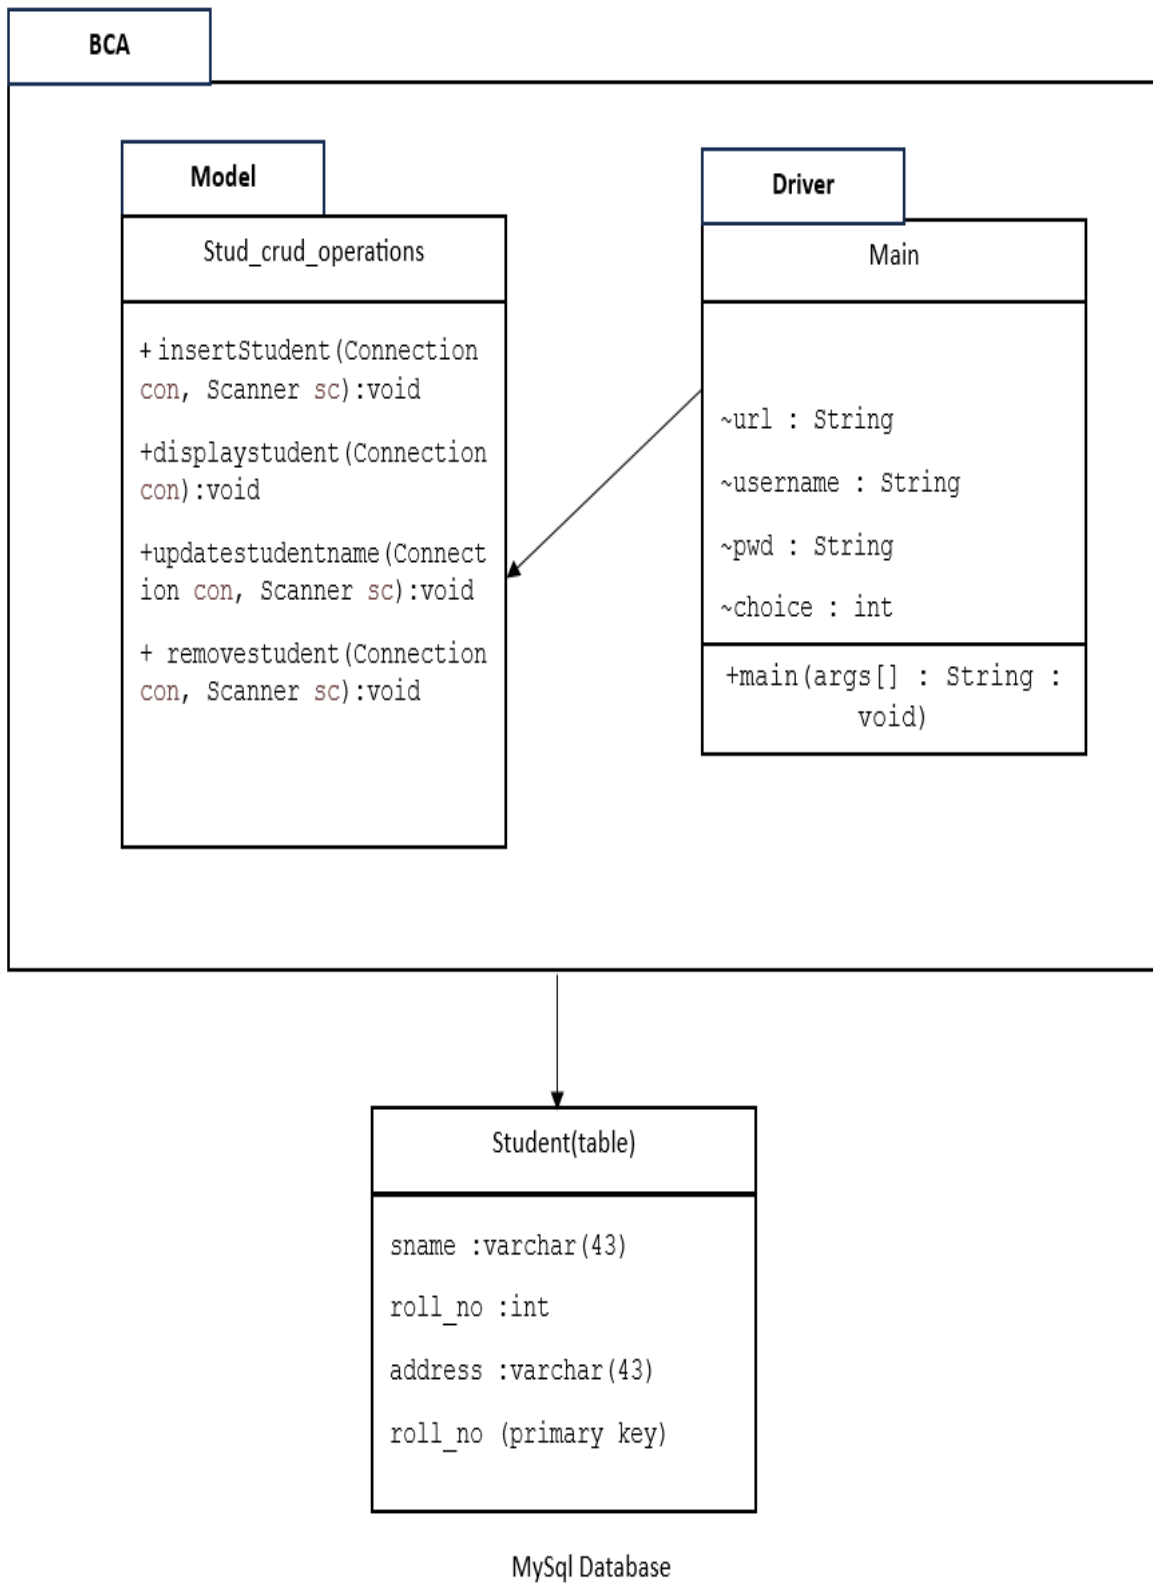 BCA
Model
Stud_crud_operations
+ insertStudent(Connection
con, Scanner sc):void
+displaystudent(Connection
con):void
+updatestudentname(Connect
ion con, Scanner sc):void
+ removestudent(Connection
con, Scanner sc):void
Driver
Main
~url : String
~username : String
~pwd : String
~choice : int
+main(args[] : String :
void)
Student(table)
sname :varchar(43)
roll_no :int
address :varchar(43)
roll_no (primary key)
MySql Database